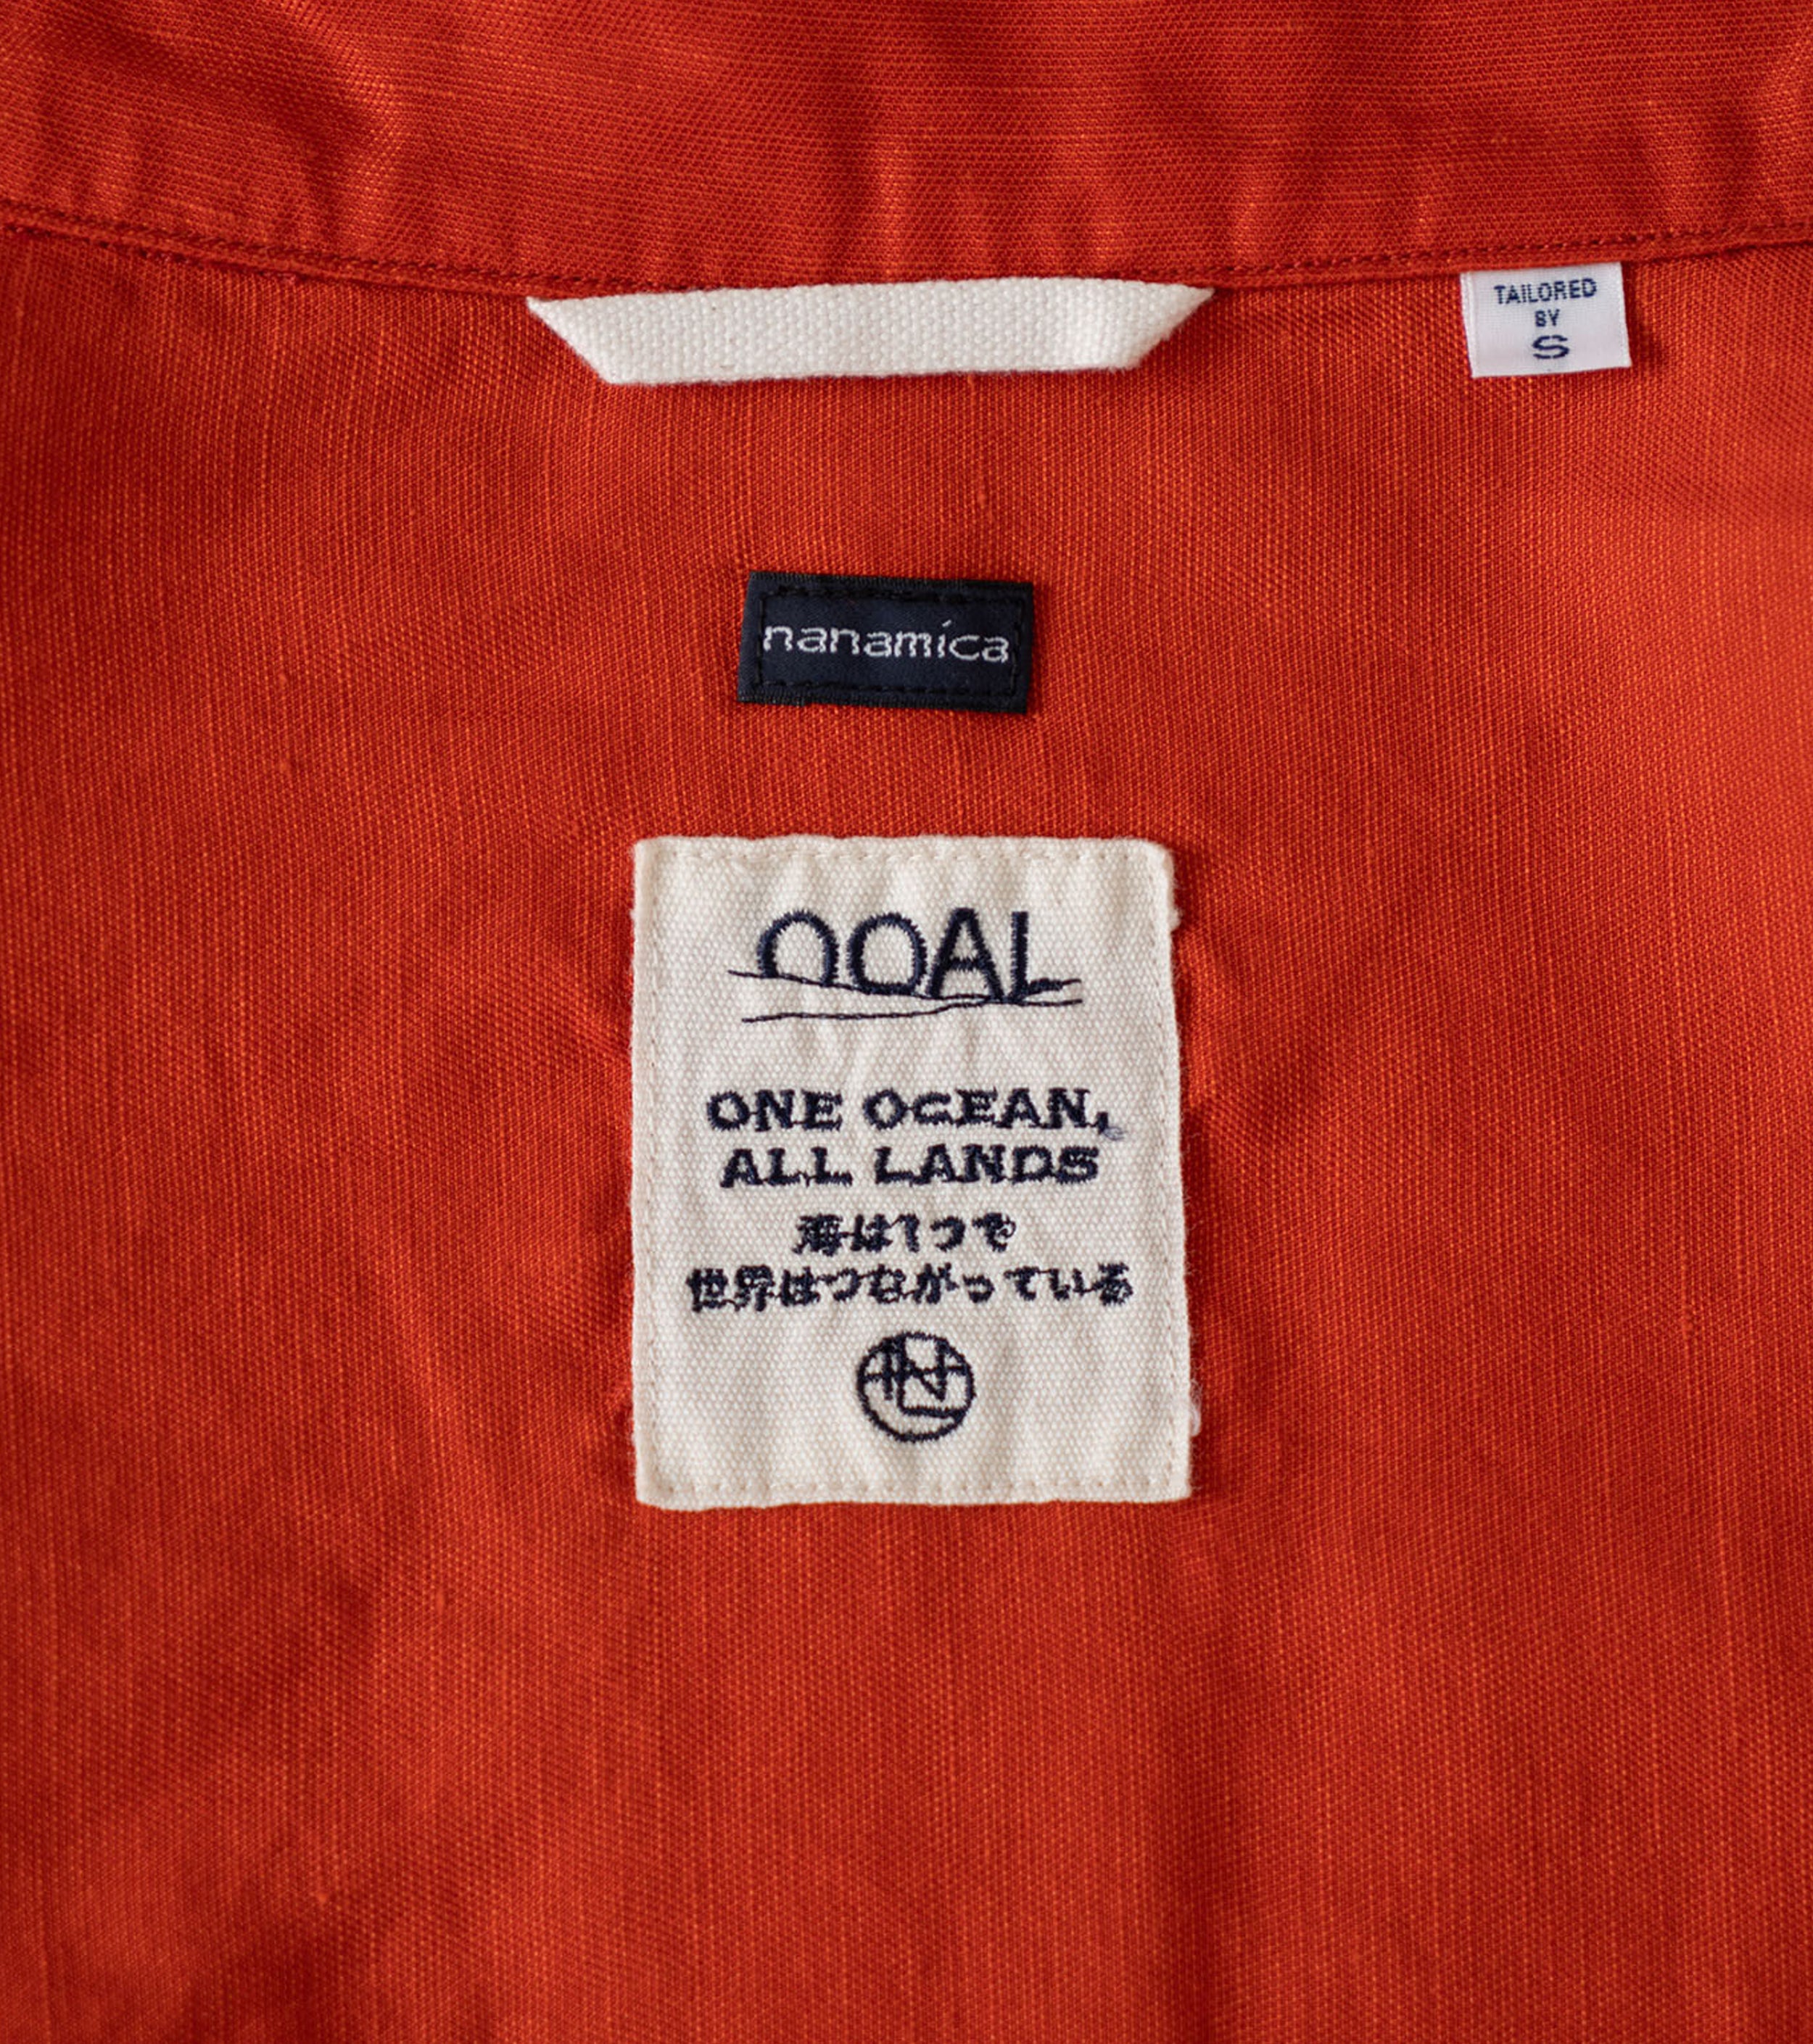 TAILORED
BY
S
nanamica
OOAL
ONE OCEAN,
ALL LANDS
海は1つで
世界はつながっている